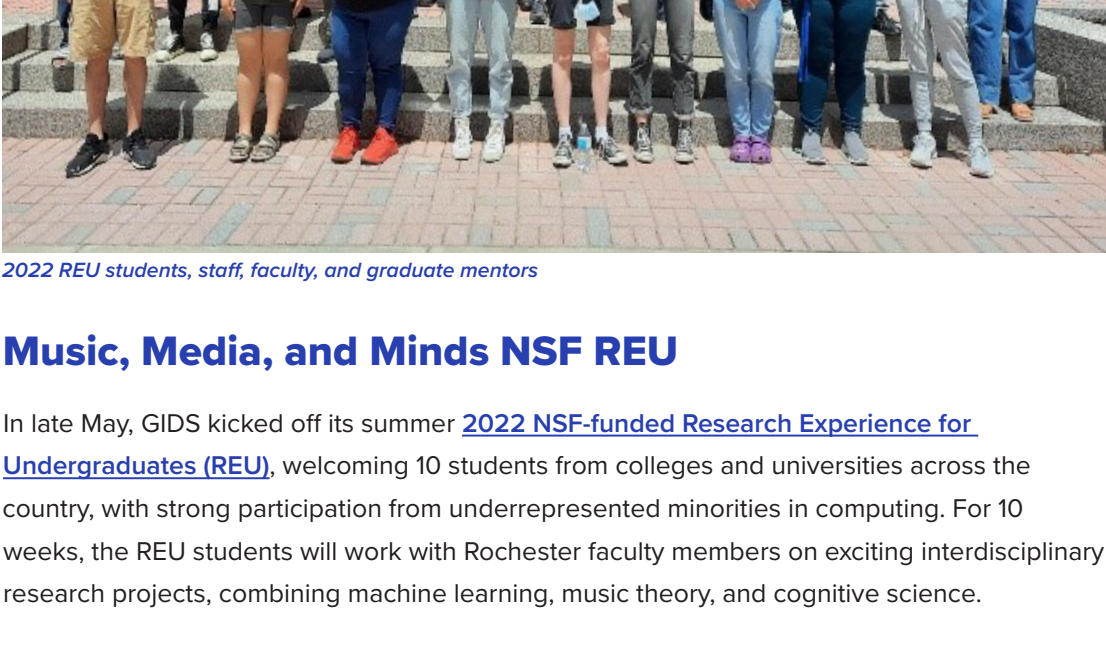 2022 REU students, staff, faculty, and graduate mentors
Music, Media, and Minds NSF REU
In late May, GIDS kicked off its summer 2022 NSF-funded Research Experience for
Undergraduates (REU), welcoming 10 students from colleges and universities across the
country, with strong participation from underrepresented minorities in computing. For 10
weeks, the REU students will work with Rochester faculty members on exciting interdisciplinary
research projects, combining machine learning, music theory, and cognitive science.